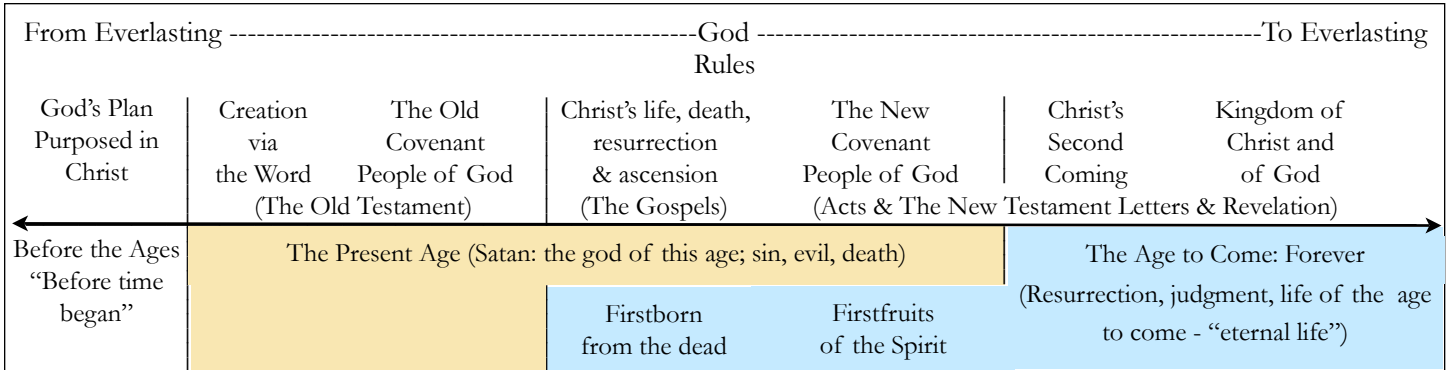 From Everlasting ----------------------------------------------------God -------------------------------------------------------To Everlasting
Rules
God’s Plan
Purposed in
Christ
Creation
via
the Word
The Old
Covenant
People of God
(The Old Testament)
Christ’s life, death,
resurrection
& ascension
(The Gospels)
The New
Covenant
People of God
Christ’s
Second
Coming
Kingdom of
Christ and
of God
(Acts & The New Testament Letters & Revelation)
Before the Ages
“Before time
began”
The Present Age (Satan: the god of this age; sin, evil, death)
Firstborn
from the dead
Firstfruits
of the Spirit
The Age to Come: Forever
(Resurrection, judgment, life of the age
to come - “eternal life”)